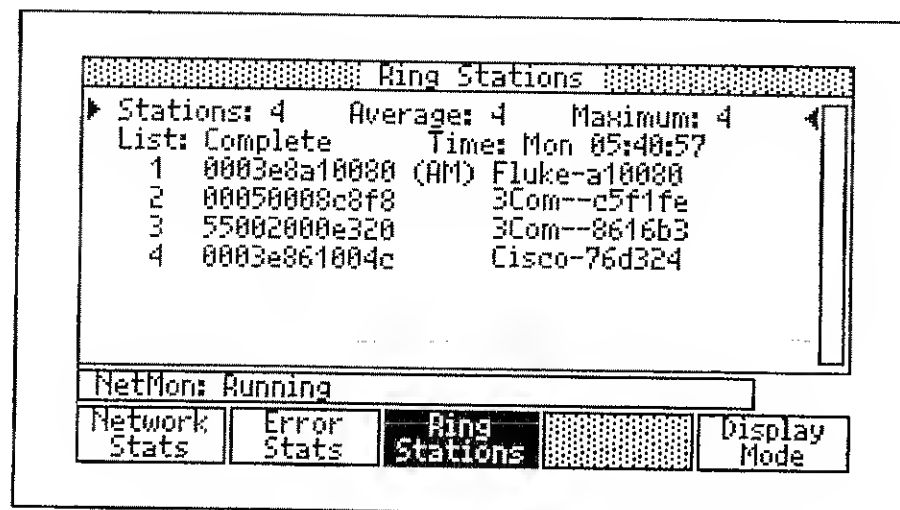 Ring Stations
Stations: 4 Average: 4 Maximum: 4
List: Complete Time: Mon 05:40:57
1 0003e8a10080 (AM) Fluke-a10080
2 00050008c8f8 3Com--c5f1fe
3 55002000e320 3Com--8616b3
4 0003e861004c Cisco-76d324
NetMon: Running
Network Stats
Error Stats
Ring Stations
Display Mode